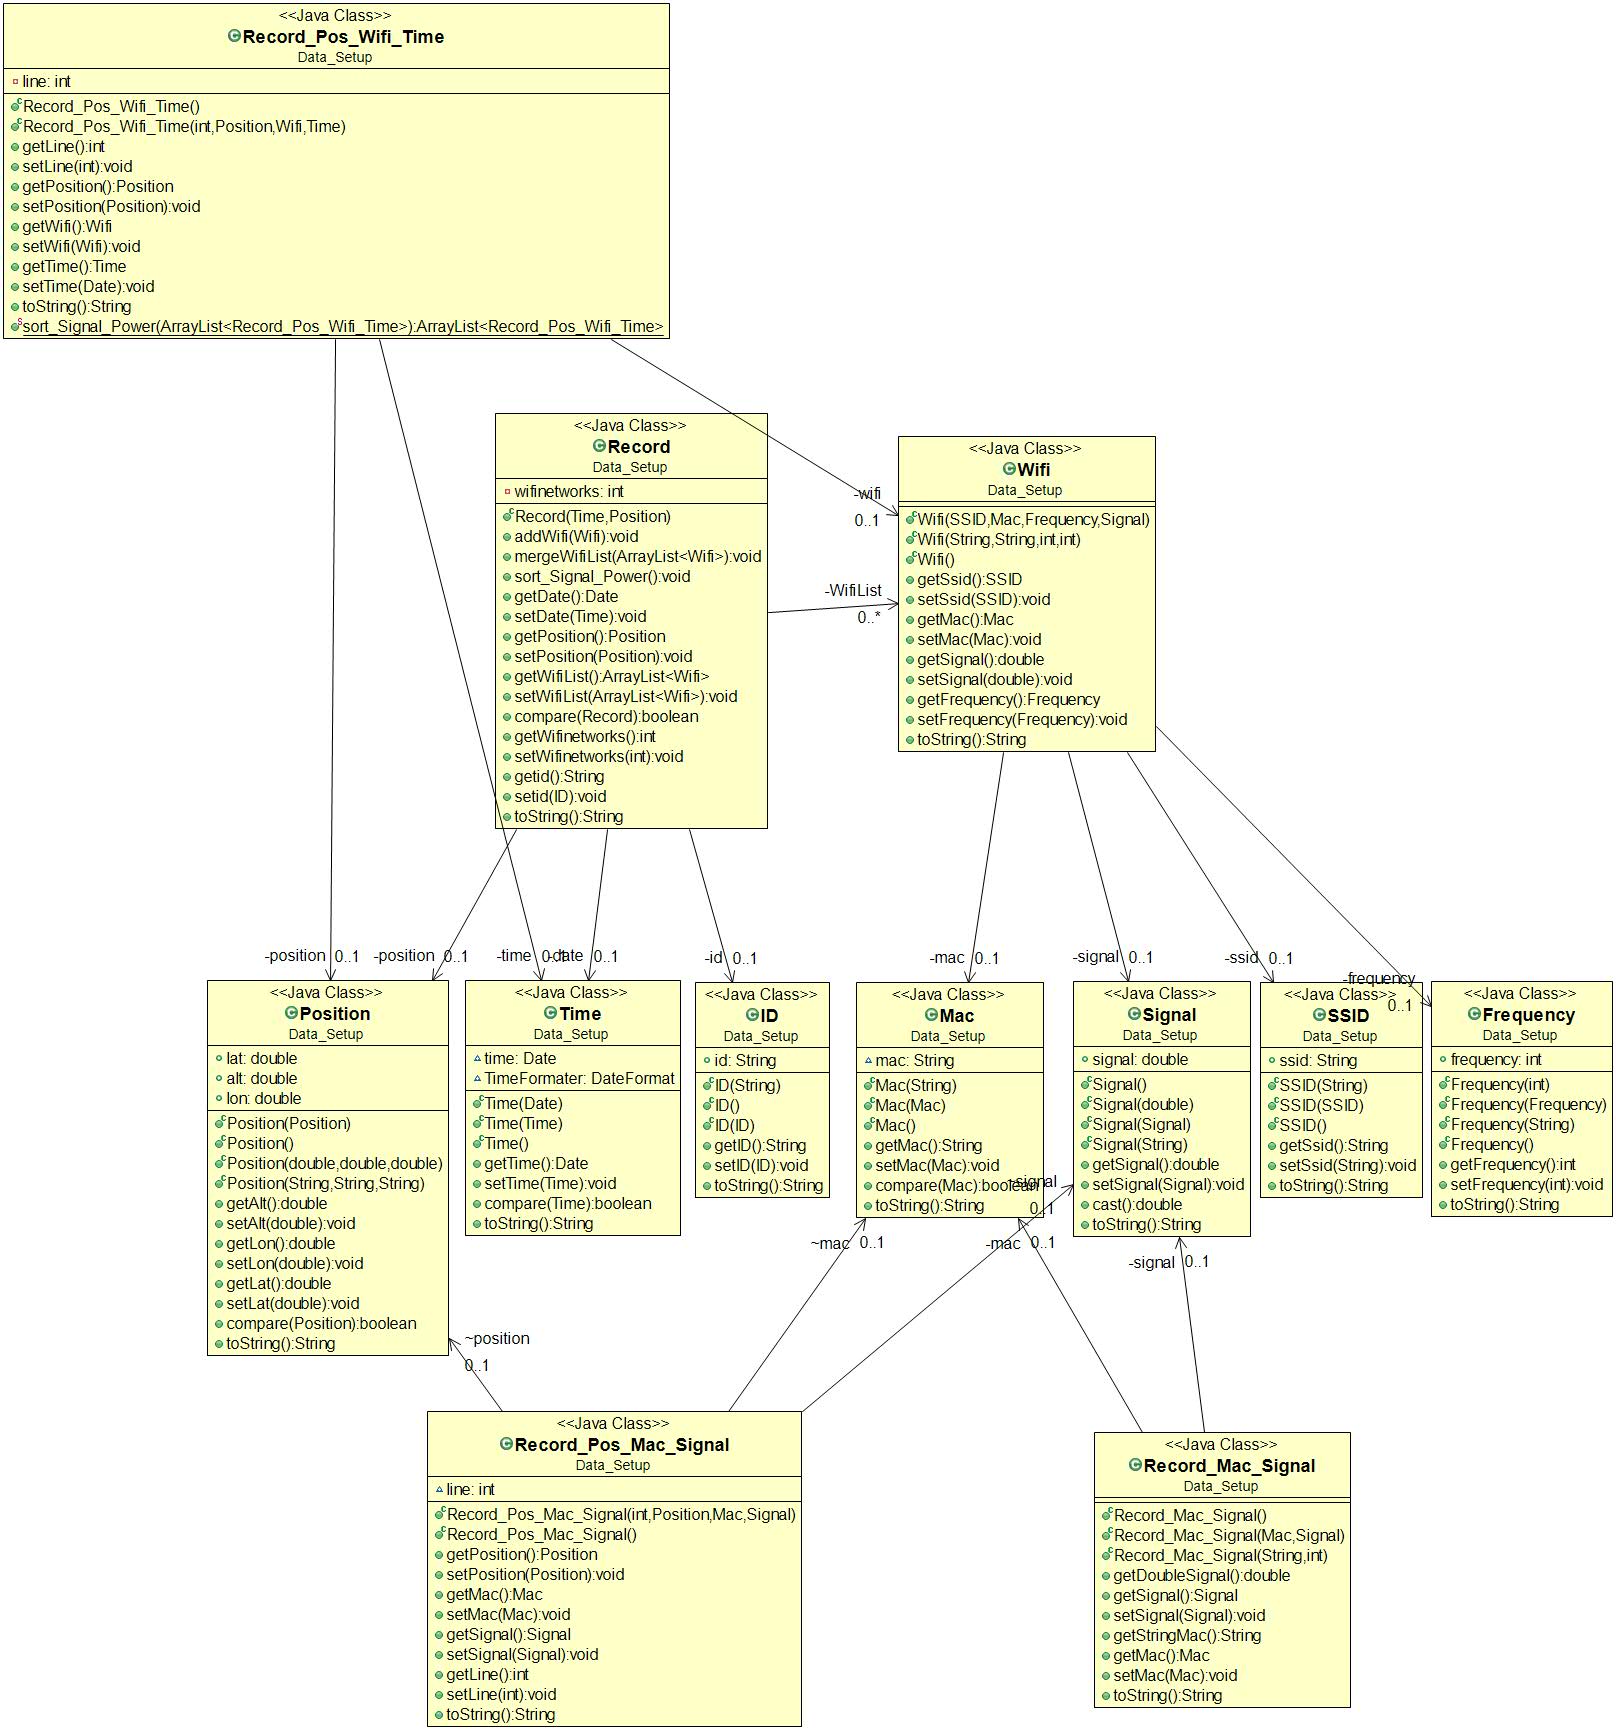 <<Java Class>>
Record_Pos_Wifi_Time
Data_Setup
line: int
Record_Pos_Wifi_Time()
Record_Pos_Wifi_Time(int,Position,Wifi,Time)
getLine():int
setLine(int):void
getPosition():Position
setPosition(Position):void
getWifi():Wifi
setWifi(Wifi):void
getTime():Time
setTime(Date):void
toString():String
sort_Signal_Power(ArrayList<Record_Pos_Wifi_Time>):ArrayList<Record_Pos_Wifi_Time>
<<Java Class>>
Record
Data_Setup
wifinetworks: int
Record(Time,Position)
addWifi(Wifi):void
mergeWifiList(ArrayList<Wifi>):void
sort_Signal_Power():void
getDate():Date
setDate(Time):void
getPosition():Position
setPosition(Position):void
getWifiList():ArrayList<Wifi>
setWifiList(ArrayList<Wifi>):void
compare(Record):boolean
getWifinetworks():int
setWifinetworks(int):void
getid():String
setid(ID):void
toString():String
-wifi
0..1
-WifiList
0..*
<<Java Class>>
Wifi
Data_Setup
Wifi(SSID,Mac,Frequency,Signal)
Wifi(String,String,int,int)
Wifi()
getSsid():SSID
setSsid(SSID):void
getMac():Mac
setMac(Mac):void
getSignal():double
setSignal(double):void
getFrequency():Frequency
setFrequency(Frequency):void
toString():String
-position 0..1
-position 0..1
-time 0..1
-date 0..1
-id 0..1
-mac 0..1
-signal 0..1
-ssid 0..1
-frequency
0..1
<<Java Class>>
Position
Data_Setup
lat: double
alt: double
lon: double
Position(Position)
Position()
Position(double,double,double)
Position(String,String,String)
getAlt():double
setAlt(double):void
getLon():double
setLon(double):void
getLat():double
setLat(double):void
compare(Position):boolean
toString():String
<<Java Class>>
Time
Data_Setup
time: Date
TimeFormater: DateFormat
Time(Date)
Time(Time)
Time()
getTime():Date
setTime(Time):void
compare(Time):boolean
toString():String
<<Java Class>>
ID
Data_Setup
id: String
ID(String)
ID()
ID(ID)
getID():String
setID(ID):void
toString():String
<<Java Class>>
Mac
Data_Setup
mac: String
Mac(String)
Mac(Mac)
Mac()
getMac():String
setMac(Mac):void
compare(Mac):boolean
toString():String
<<Java Class>>
Signal
Data_Setup
signal: double
Signal()
Signal(double)
Signal(Signal)
Signal(String)
getSignal():double
setSignal(Signal):void
cast():double
toString():String
<<Java Class>>
SSID
Data_Setup
ssid: String
SSID(String)
SSID(SSID)
SSID()
getSsid():String
setSsid(String):void
toString():String
<<Java Class>>
Frequency
Data_Setup
frequency: int
Frequency(int)
Frequency(Frequency)
Frequency(String)
Frequency()
getFrequency():int
setFrequency(int):void
toString():String
~position
0..1
~mac 0..1
~signal
0..1
-mac 0..1
-signal 0..1
<<Java Class>>
Record_Pos_Mac_Signal
Data_Setup
line: int
Record_Pos_Mac_Signal(int,Position,Mac,Signal)
Record_Pos_Mac_Signal()
getPosition():Position
setPosition(Position):void
getMac():Mac
setMac(Mac):void
getSignal():Signal
setSignal(Signal):void
getLine():int
setLine(int):void
toString():String
<<Java Class>>
Record_Mac_Signal
Data_Setup
Record_Mac_Signal()
Record_Mac_Signal(Mac,Signal)
Record_Mac_Signal(String,int)
getDoubleSignal():double
getSignal():Signal
setSignal(Signal):void
getStringMac():String
getMac():Mac
setMac(Mac):void
toString():String